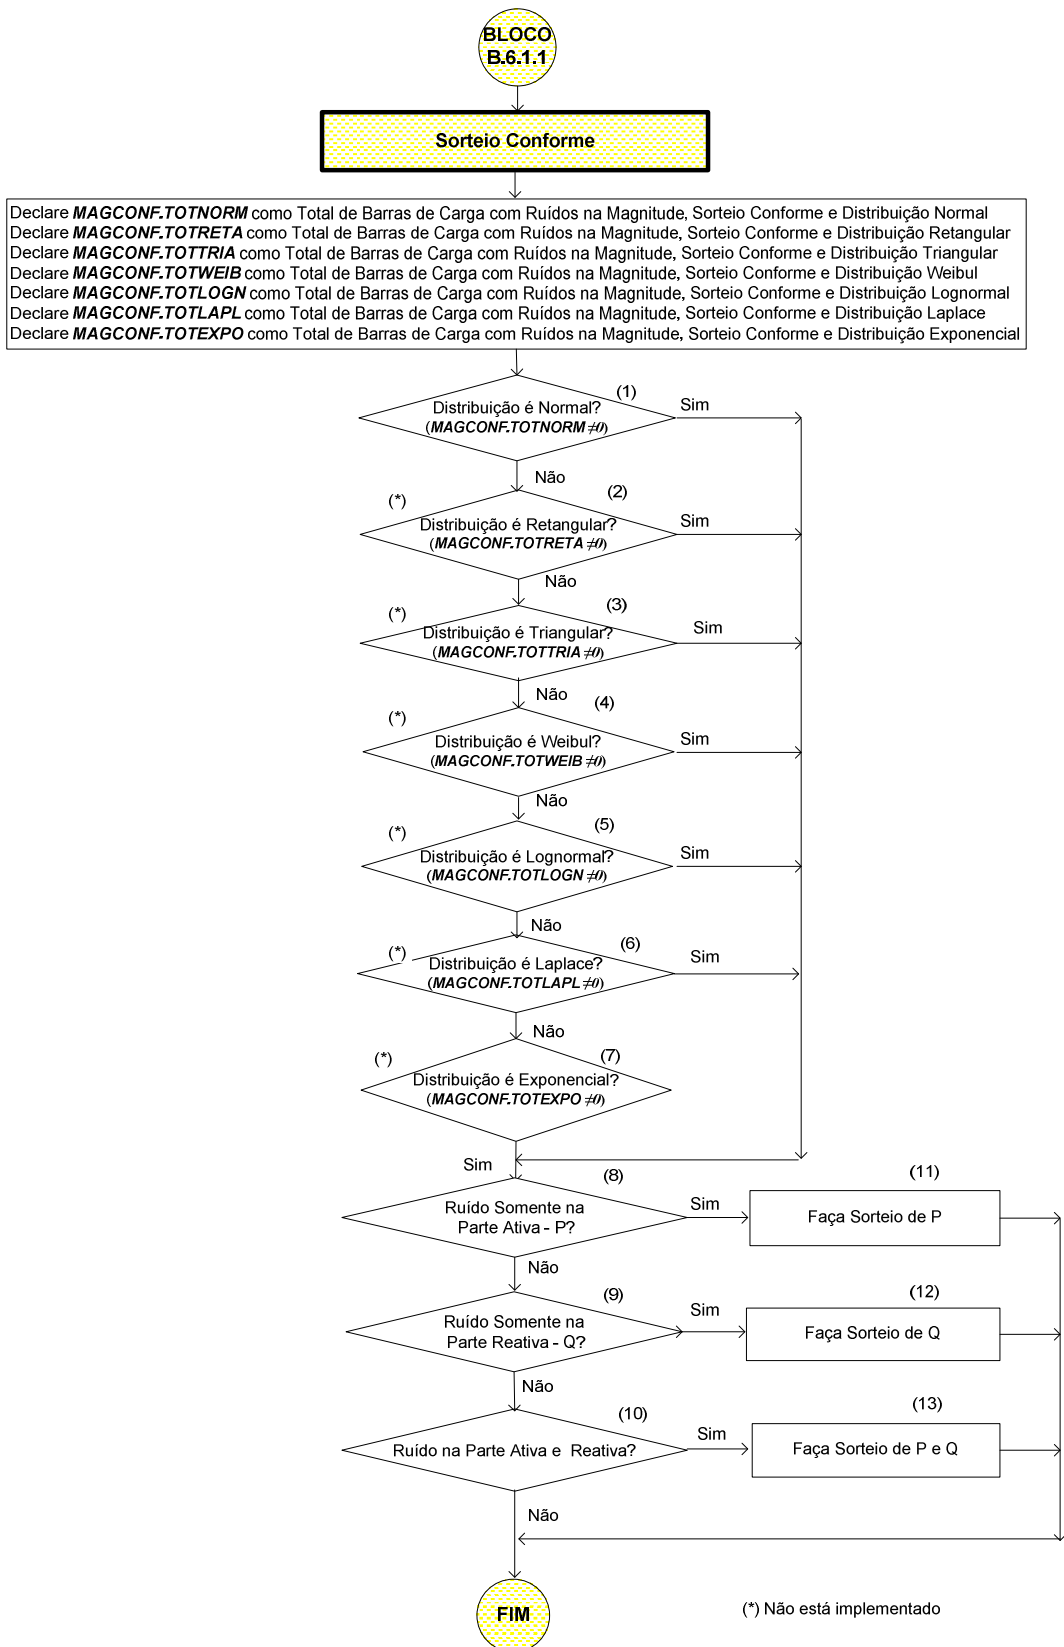 BLOCO
B.6.1.1
Sorteio Conforme
Declare MAGCONF.TOTNORM como Total de Barras de Carga com Ruídos na Magnitude, Sorteio Conforme e Distribuição Normal
Declare MAGCONF.TOTRETA como Total de Barras de Carga com Ruídos na Magnitude, Sorteio Conforme e Distribuição Retangular
Declare MAGCONF.TOTTRIA como Total de Barras de Carga com Ruídos na Magnitude, Sorteio Conforme e Distribuição Triangular
Declare MAGCONF.TOTWEIB como Total de Barras de Carga com Ruídos na Magnitude, Sorteio Conforme e Distribuição Weibul
Declare MAGCONF.TOTLOGN como Total de Barras de Carga com Ruídos na Magnitude, Sorteio Conforme e Distribuição Lognormal
Declare MAGCONF.TOTLAPL como Total de Barras de Carga com Ruídos na Magnitude, Sorteio Conforme e Distribuição Laplace
Declare MAGCONF.TOTEXPO como Total de Barras de Carga com Ruídos na Magnitude, Sorteio Conforme e Distribuição Exponencial
(1)
Distribuição é Normal?
(MAGCONF.TOTNORM ≠0)
Sim
Não
(*)
(2)
Distribuição é Retangular?
(MAGCONF.TOTRETA ≠0)
Sim
Não
(*)
(3)
Distribuição é Triangular?
(MAGCONF.TOTTRIA ≠0)
Sim
Não
(*)
(4)
Distribuição é Weibul?
(MAGCONF.TOTWEIB ≠0)
Sim
Não
(*)
(5)
Distribuição é Lognormal?
(MAGCONF.TOTLOGN ≠0)
Sim
Não
(*)
(6)
Distribuição é Laplace?
(MAGCONF.TOTLAPL ≠0)
Sim
Não
(*)
(7)
Distribuição é Exponencial?
(MAGCONF.TOTEXPO ≠0)
Sim
(8)
Ruído Somente na
Parte Ativa - P?
Sim
(11)
Faça Sorteio de P
Não
(9)
Ruído Somente na
Parte Reativa - Q?
Sim
(12)
Faça Sorteio de Q
Não
(10)
Ruído na Parte Ativa e Reativa?
Sim
(13)
Faça Sorteio de P e Q
Não
FIM
(*) Não está implementado